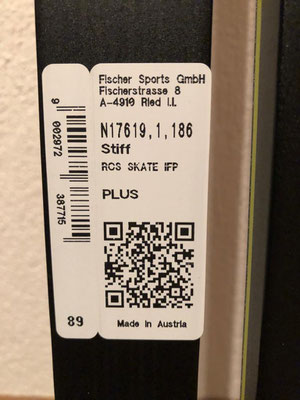 Fischer Sports GmbH
Fischerstrasse 8
A-4910 Ried i.I.
N17619,1,186
Stiff
RCS SKATE IFP
PLUS
Made in Austria
9 002972 387715
89